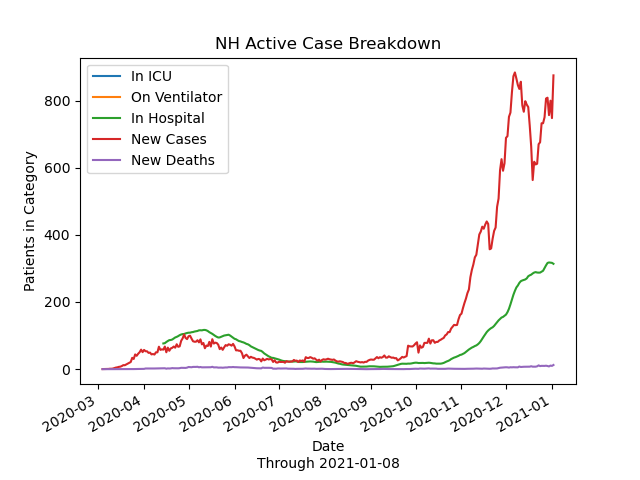 NH Active Case Breakdown
In ICU
On Ventilator
In Hospital
New Cases
New Deaths
Patients in Category
800
600
400
200
0
2020-03
2020-04
2020-05
2020-06
2020-07
2020-08
2020-09
2020-10
2020-11
2020-12
2021-01
Date
Through 2021-01-08